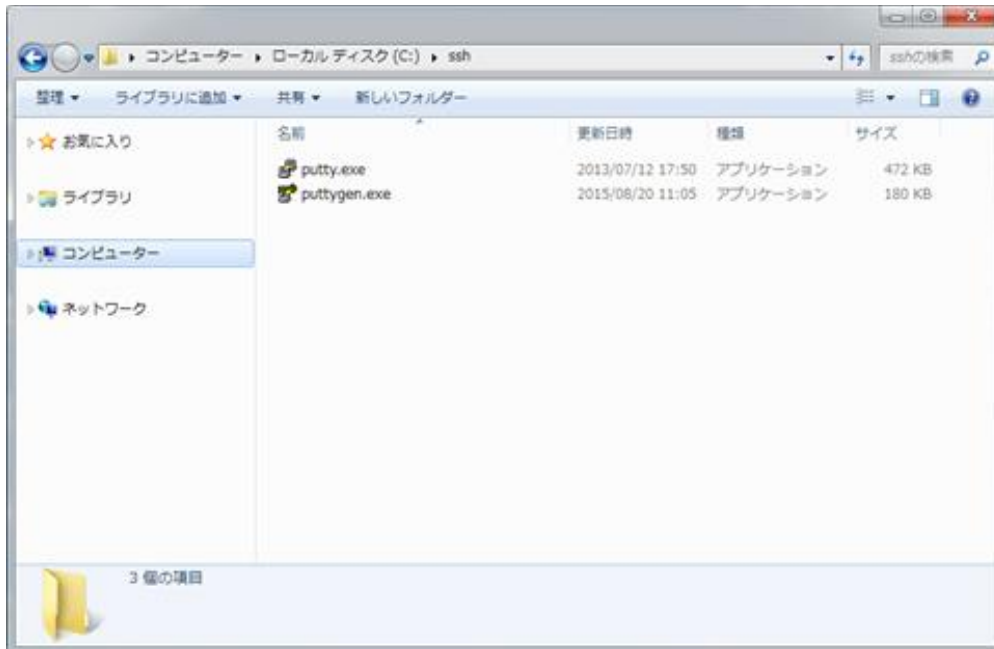 コンピューター ▸ ローカル ディスク (C:) ▸ ssh
sshの検索
整理 ライブラリに追加 共有 新しいフォルダー
お気に入り
ライブラリ
コンピューター
ネットワーク
名前 更新日時 種類 サイズ
putty.exe 2013/07/12 17:50 アプリケーション 472 KB
puttygen.exe 2015/08/20 11:05 アプリケーション 180 KB
3 個の項目